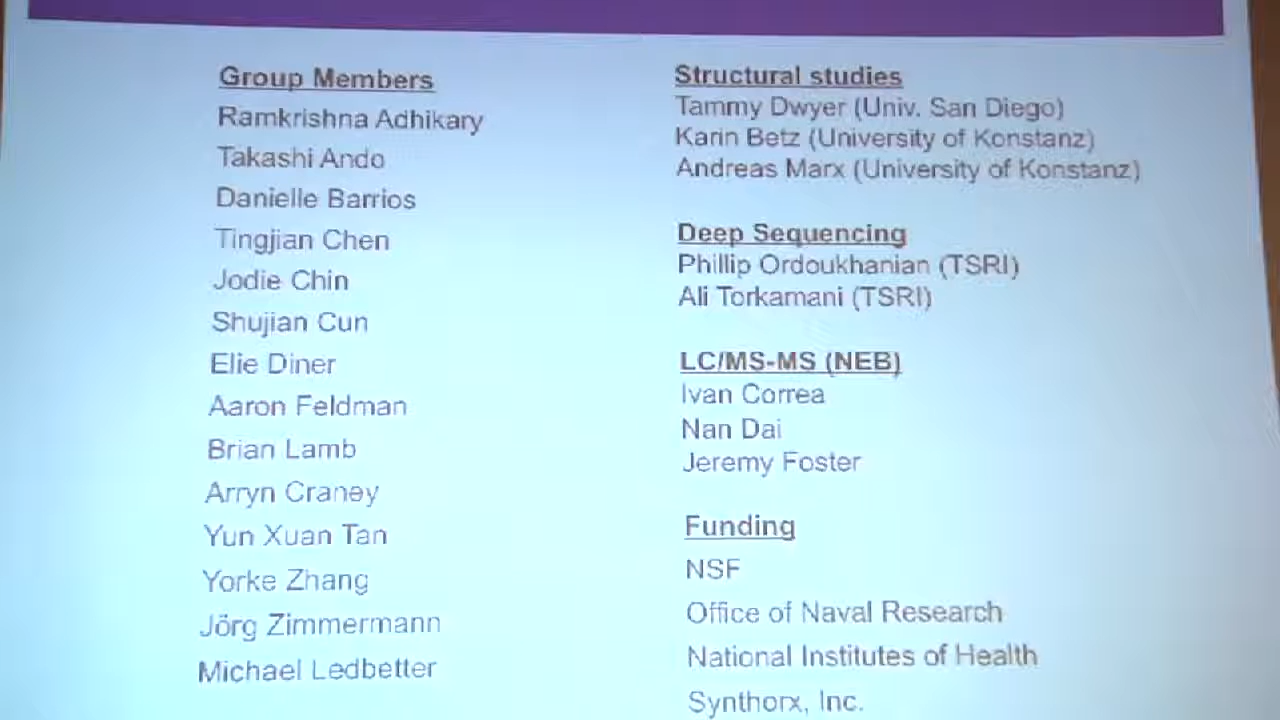 Group Members
Ramkrishna Adhikary
Takashi Ando
Danielle Barrios
Tingjian Chen
Jodie Chin
Shujian Cun
Elie Diner
Aaron Feldman
Brian Lamb
Arryn Craney
Yun Xuan Tan
Yorke Zhang
Jörg Zimmermann
Michael Ledbetter
Structural studies
Tammy Dwyer (Univ. San Diego)
Karin Betz (University of Konstanz)
Andreas Marx (University of Konstanz)
Deep Sequencing
Phillip Ordoukhanian (TSRI)
Ali Torkamani (TSRI)
LC/MS-MS (NEB)
Ivan Correa
Nan Dai
Jeremy Foster
Funding
NSF
Office of Naval Research
National Institutes of Health
Synthorx, Inc.